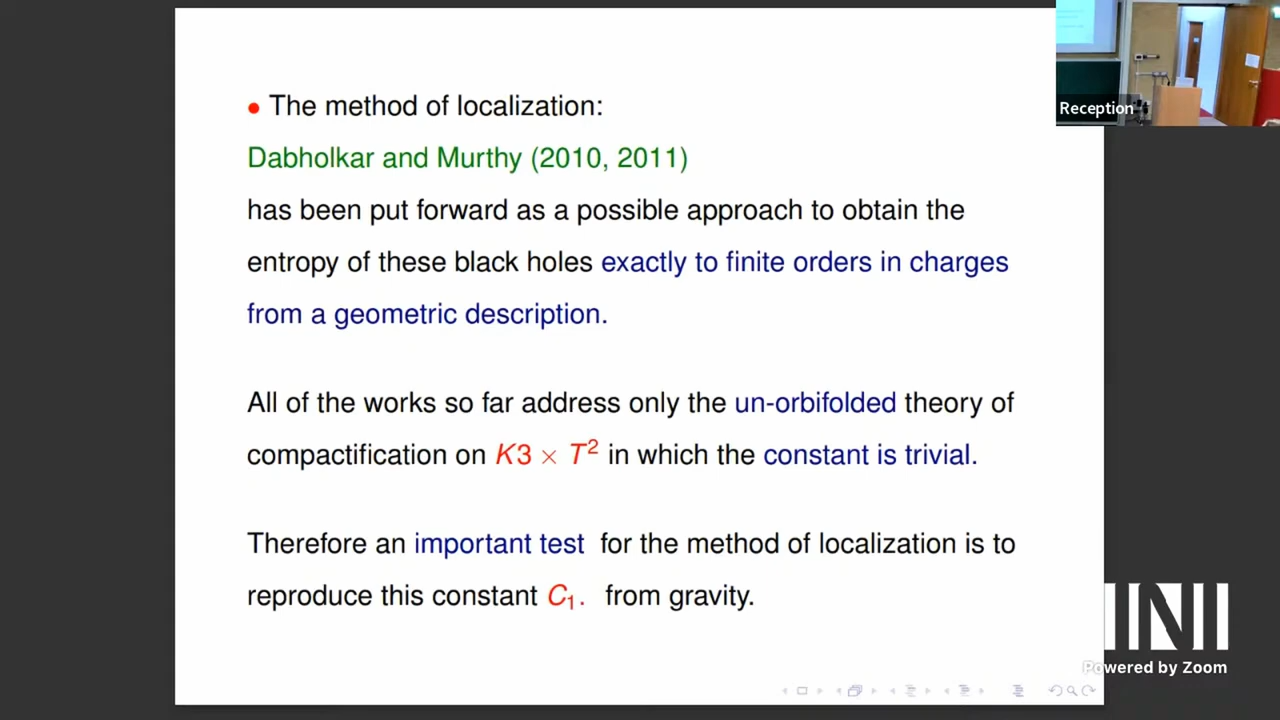 • The method of localization:
Dabholkar and Murthy (2010, 2011)
has been put forward as a possible approach to obtain the
entropy of these black holes exactly to finite orders in charges
from a geometric description.
All of the works so far address only the un-orbifolded theory of
compactification on K3 × T² in which the constant is trivial.
Therefore an important test for the method of localization is to
reproduce this constant C₁. from gravity.
Reception
INI
Powered by Zoom